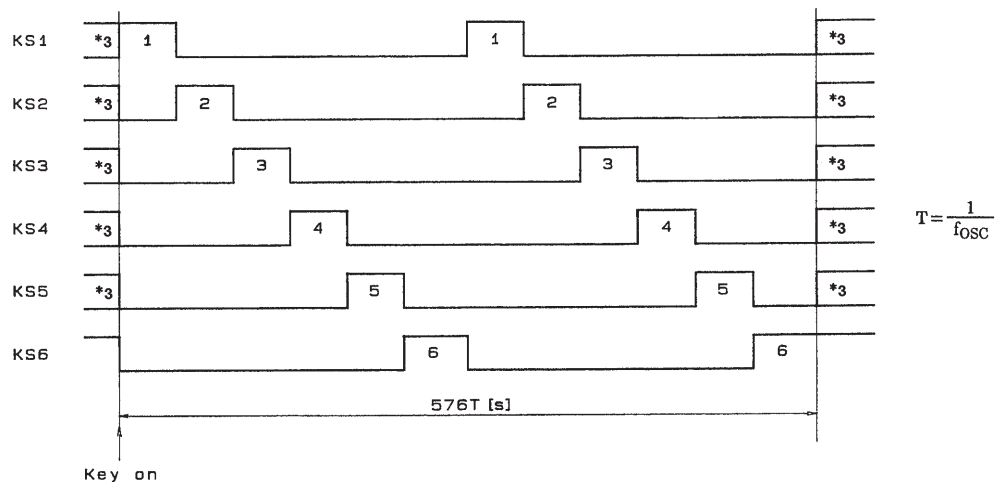 KS1 *3 1 1 *3
KS2 *3 2 2 *3
KS3 *3 3 3 *3
KS4 *3 4 4 *3
KS5 *3 5 5 *3
KS6 6 6
T=1/fOSC
576T [s]
Key on